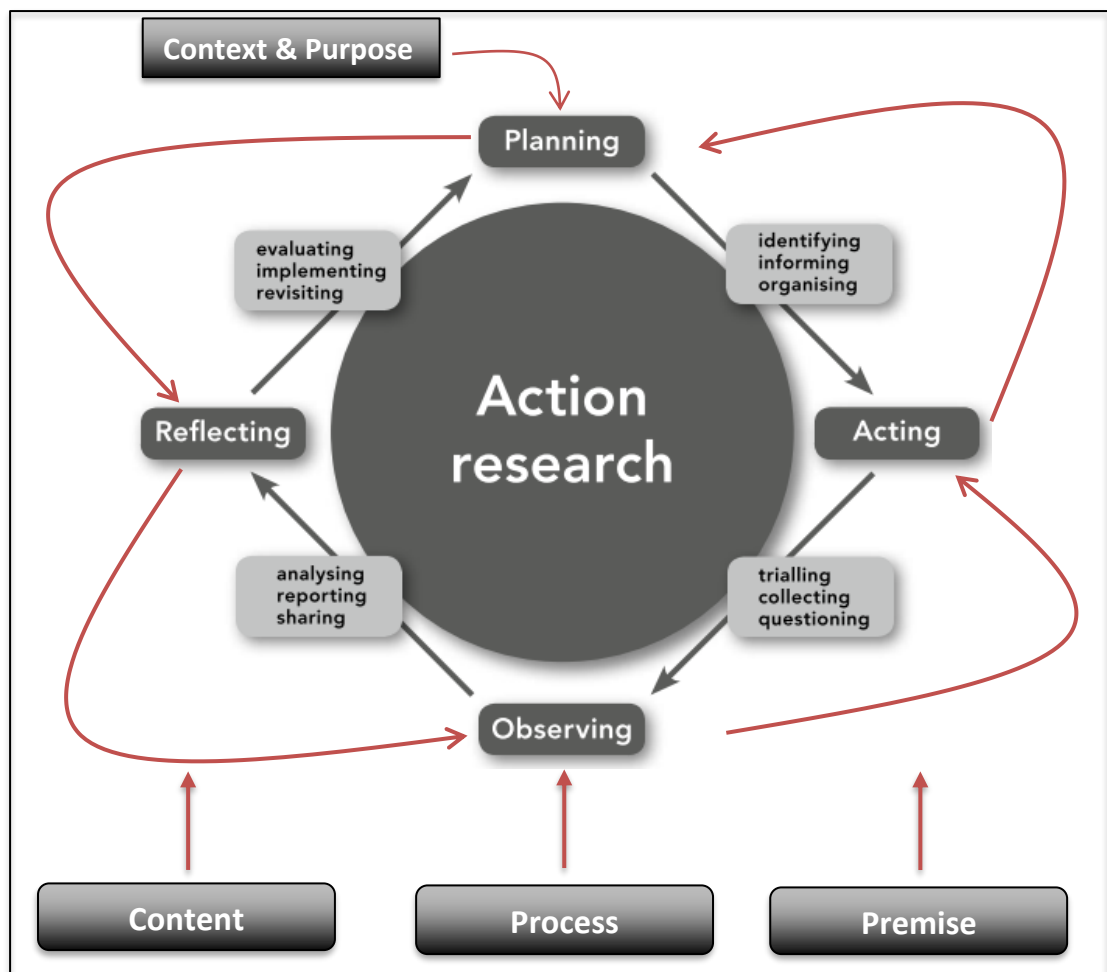 Context & Purpose
Planning
evaluating
implementing
revisiting
identifying
informing
organising
Action
research
Reflecting
Acting
analysing
reporting
sharing
trialling
collecting
questioning
Observing
Content
Process
Premise